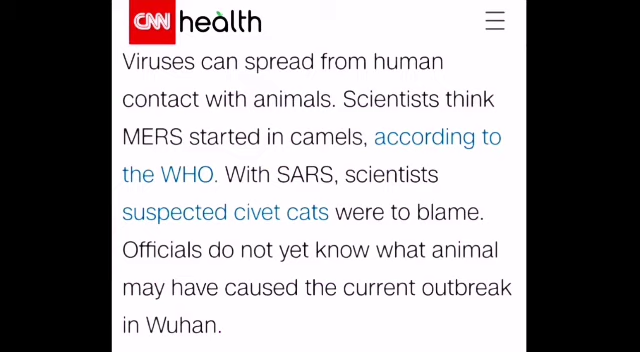 CNN health
Viruses can spread from human
contact with animals. Scientists think
MERS started in camels, according to
the WHO. With SARS, scientists
suspected civet cats were to blame.
Officials do not yet know what animal
may have caused the current outbreak
in Wuhan.